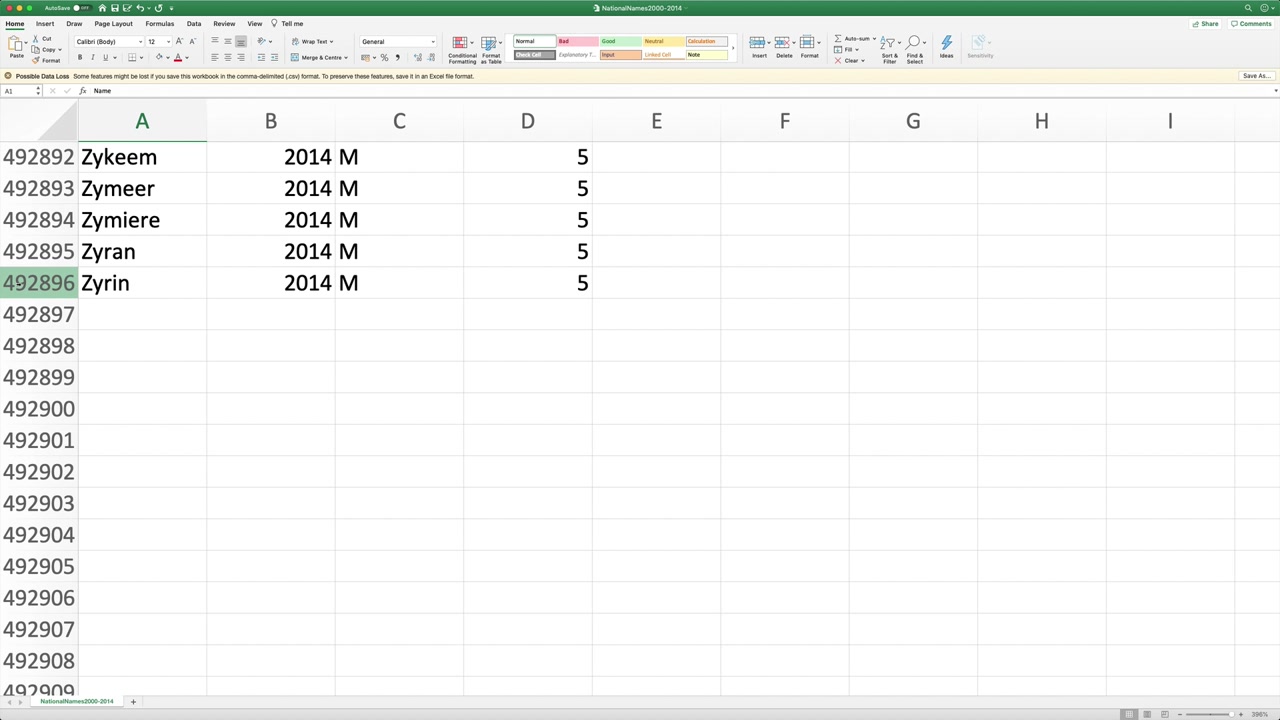 AutoSave OFF NationalNames2000-2014
Home Insert Draw Page Layout Formulas Data Review View Tell me Share Comments
Paste Cut Copy Format
Calibri (Body) 12
B I U
Wrap Text
Merge & Centre
General
Conditional Formatting
Format as Table
Normal Bad Good Neutral Calculation
Check Cell Explanatory T... Input Linked Cell Note
Insert Delete Format
Auto-sum
Fill
Clear
Sort & Filter
Find & Select
Ideas
Sensitivity
Possible Data Loss Some features might be lost if you save this workbook in the comma-delimited (.csv) format. To preserve these features, save it in an Excel file format. Save As...
A1 fx Name
A B C D E F G H I
492892 Zykeem 2014 M 5
492893 Zymeer 2014 M 5
492894 Zymiere 2014 M 5
492895 Zyran 2014 M 5
492896 Zyrin 2014 M 5
492897
492898
492899
492900
492901
492902
492903
492904
492905
492906
492907
492908
492909
NationalNames2000-2014
396%